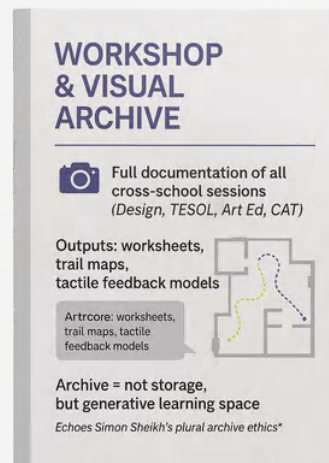 WORKSHOP
& VISUAL
ARCHIVE
Full documentation of all
cross-school sessions
(Design, TESOL, Art Ed, CAT)
Outputs: worksheets,
trail maps,
tactile feedback models
Artrcore: worksheets,
trail maps, tactile
feedback models
Archive = not storage,
but generative learning space
Echoes Simon Sheikh's plural archive ethics*